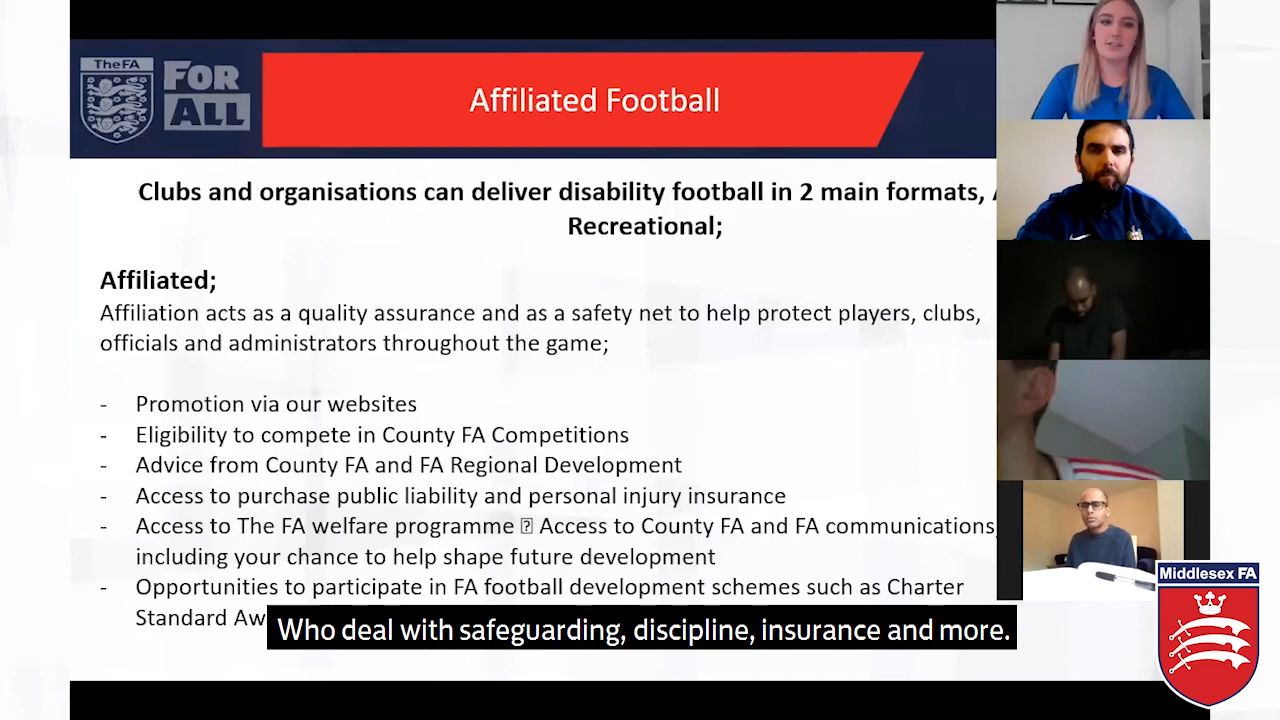 TheFA
FOR
ALL
Affiliated Football
Clubs and organisations can deliver disability football in 2 main formats,
Recreational;
Affiliated;
Affiliation acts as a quality assurance and as a safety net to help protect players, clubs,
officials and administrators throughout the game;
- Promotion via our websites
- Eligibility to compete in County FA Competitions
- Advice from County FA and FA Regional Development
- Access to purchase public liability and personal injury insurance
- Access to The FA welfare programme Access to County FA and FA communications,
including your chance to help shape future development
- Opportunities to participate in FA football development schemes such as Charter
Standard Aw
Who deal with safeguarding, discipline, insurance and more.
Middlesex FA